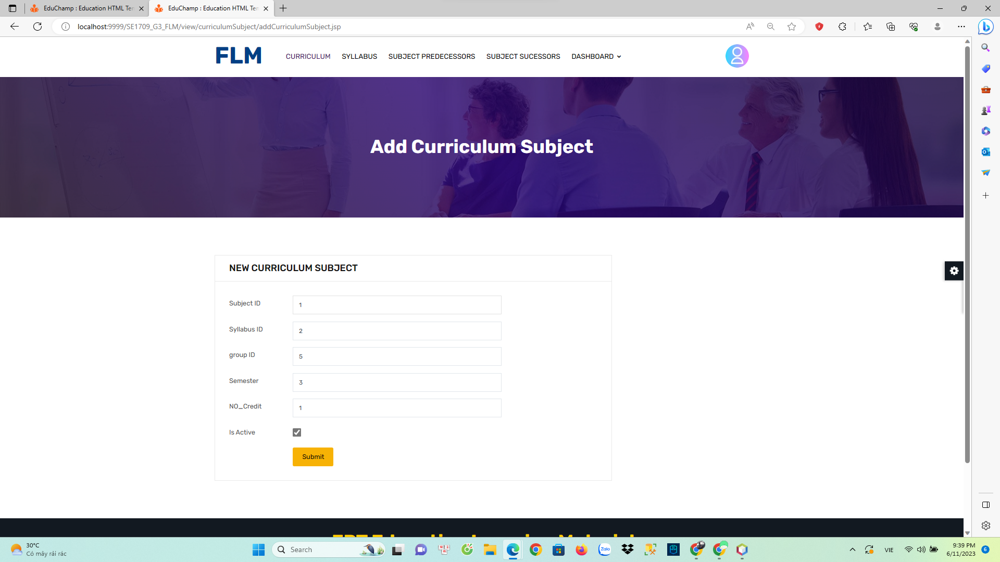 EduChamp : Education HTML Ter
EduChamp : Education HTML Ter
localhost:9999/SE1709_G3_FLM/view/curriculumSubject/addCurriculumSubject.jsp
FLM
CURRICULUM
SYLLABUS
SUBJECT PREDECESSORS
SUBJECT SUCESSORS
DASHBOARD
Add Curriculum Subject
NEW CURRICULUM SUBJECT
Subject ID
1
Syllabus ID
2
group ID
5
Semester
3
NO_Credit
1
Is Active
Submit
30°C
Có mây rải rác
Search
Zalo
VIE
9:39 PM
6/11/2023
6